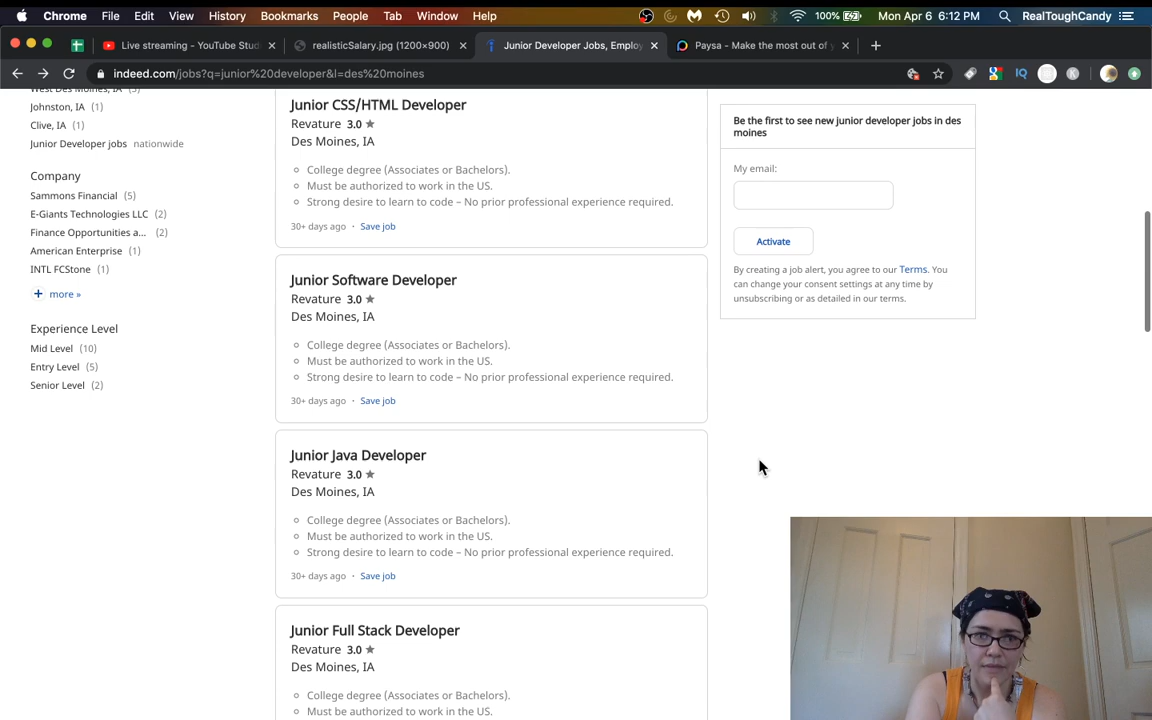 Chrome File Edit View History Bookmarks People Tab Window Help 100% Mon Apr 6 6:12 PM RealToughCandy
Live streaming - YouTube Stud
realisticSalary.jpg (1200×900)
Junior Developer Jobs, Employ
Paysa - Make the most out of y
indeed.com/jobs?q=junior%20developer&l=des%20moines
West Des Moines, IA (3)
Johnston, IA (1)
Clive, IA (1)
Junior Developer jobs nationwide
Company
Sammons Financial (5)
E-Giants Technologies LLC (2)
Finance Opportunities a... (2)
American Enterprise (1)
INTL FCStone (1)
+ more »
Experience Level
Mid Level (10)
Entry Level (5)
Senior Level (2)
Junior CSS/HTML Developer
Revature 3.0 ★
Des Moines, IA
College degree (Associates or Bachelors).
Must be authorized to work in the US.
Strong desire to learn to code – No prior professional experience required.
30+ days ago · Save job
Junior Software Developer
Revature 3.0 ★
Des Moines, IA
College degree (Associates or Bachelors).
Must be authorized to work in the US.
Strong desire to learn to code – No prior professional experience required.
30+ days ago · Save job
Junior Java Developer
Revature 3.0 ★
Des Moines, IA
College degree (Associates or Bachelors).
Must be authorized to work in the US.
Strong desire to learn to code – No prior professional experience required.
30+ days ago · Save job
Junior Full Stack Developer
Revature 3.0 ★
Des Moines, IA
College degree (Associates or Bachelors).
Must be authorized to work in the US.
Be the first to see new junior developer jobs in des
moines
My email:
Activate
By creating a job alert, you agree to our Terms. You
can change your consent settings at any time by
unsubscribing or as detailed in our terms.